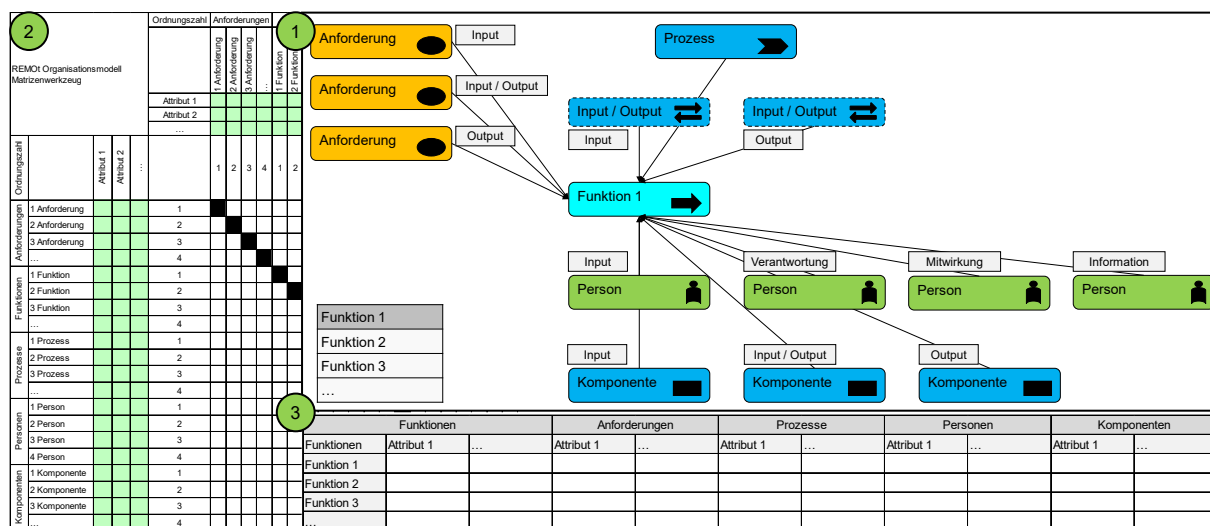 2
REMOt Organisationsmodell
Matrizenwerkzeug
Ordnungszahl
Anforderungen
1 Anforderung
2 Anforderung
3 Anforderung
…
1 Funktion
2 Funktion
Attribut 1
Attribut 2
…
Ordnungszahl
Attribut 1
Attribut 2
…
1 2 3 4 1 2
Anforderungen
1 Anforderung 1
2 Anforderung 2
3 Anforderung 3
… 4
Funktionen
1 Funktion 1
2 Funktion 2
3 Funktion 3
… 4
Prozesse
1 Prozess 1
2 Prozess 2
3 Prozess 3
… 4
Personen
1 Person 1
2 Person 2
3 Person 3
4 Person 4
Komponenten
1 Komponente 1
2 Komponente 2
3 Komponente 3
… 4
1
Anforderung
Input
Prozess
Anforderung
Input / Output
Input / Output
Input / Output
Anforderung
Output
Input
Output
Funktion 1
Input
Verantwortung
Mitwirkung
Information
Person
Person
Person
Person
Funktion 1
Funktion 2
Funktion 3
…
Input
Input / Output
Output
Komponente
Komponente
Komponente
3
Funktionen Anforderungen Prozesse Personen Komponenten
Funktionen Attribut 1 … Attribut 1 … Attribut 1 … Attribut 1 … Attribut 1 …
Funktion 1
Funktion 2
Funktion 3
…